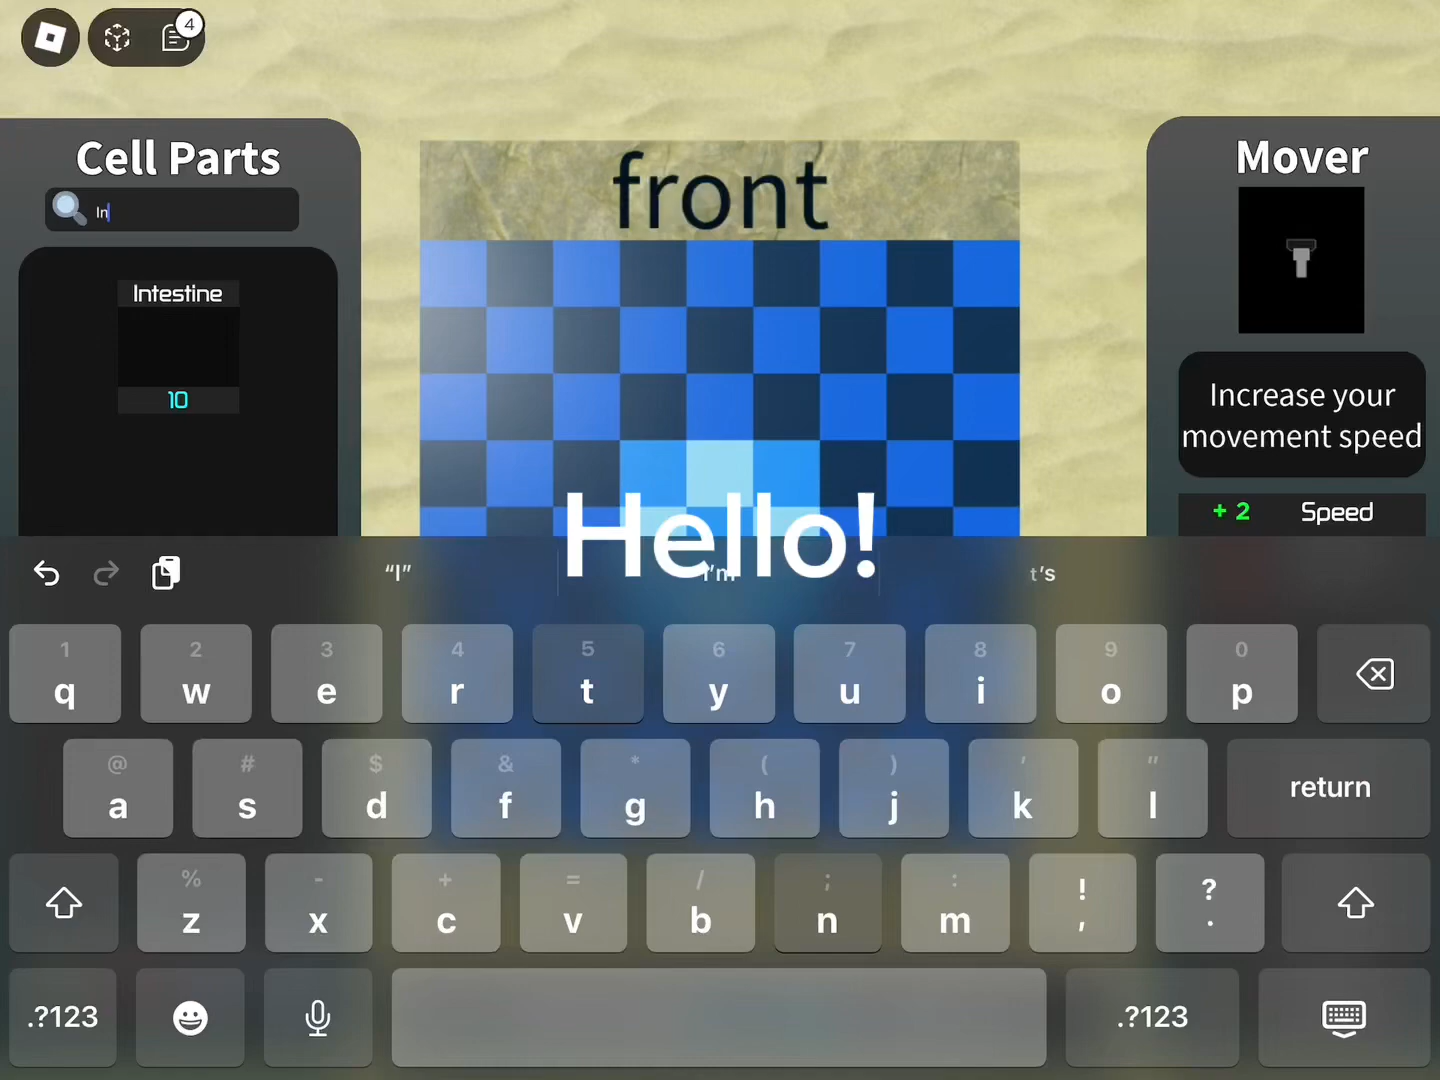 4
Cell Parts
In
Intestine
10
front
Mover
Increase your
movement speed
+ 2 Speed
Hello!
“I” I’m t’s
1 2 3 4 5 6 7 8 9 0
q w e r t y u i o p
@ # $ & * ( ) ' "
a s d f g h j k l return
% - + = / ; : ! ?
z x c v b n m , .
.?123 .?123